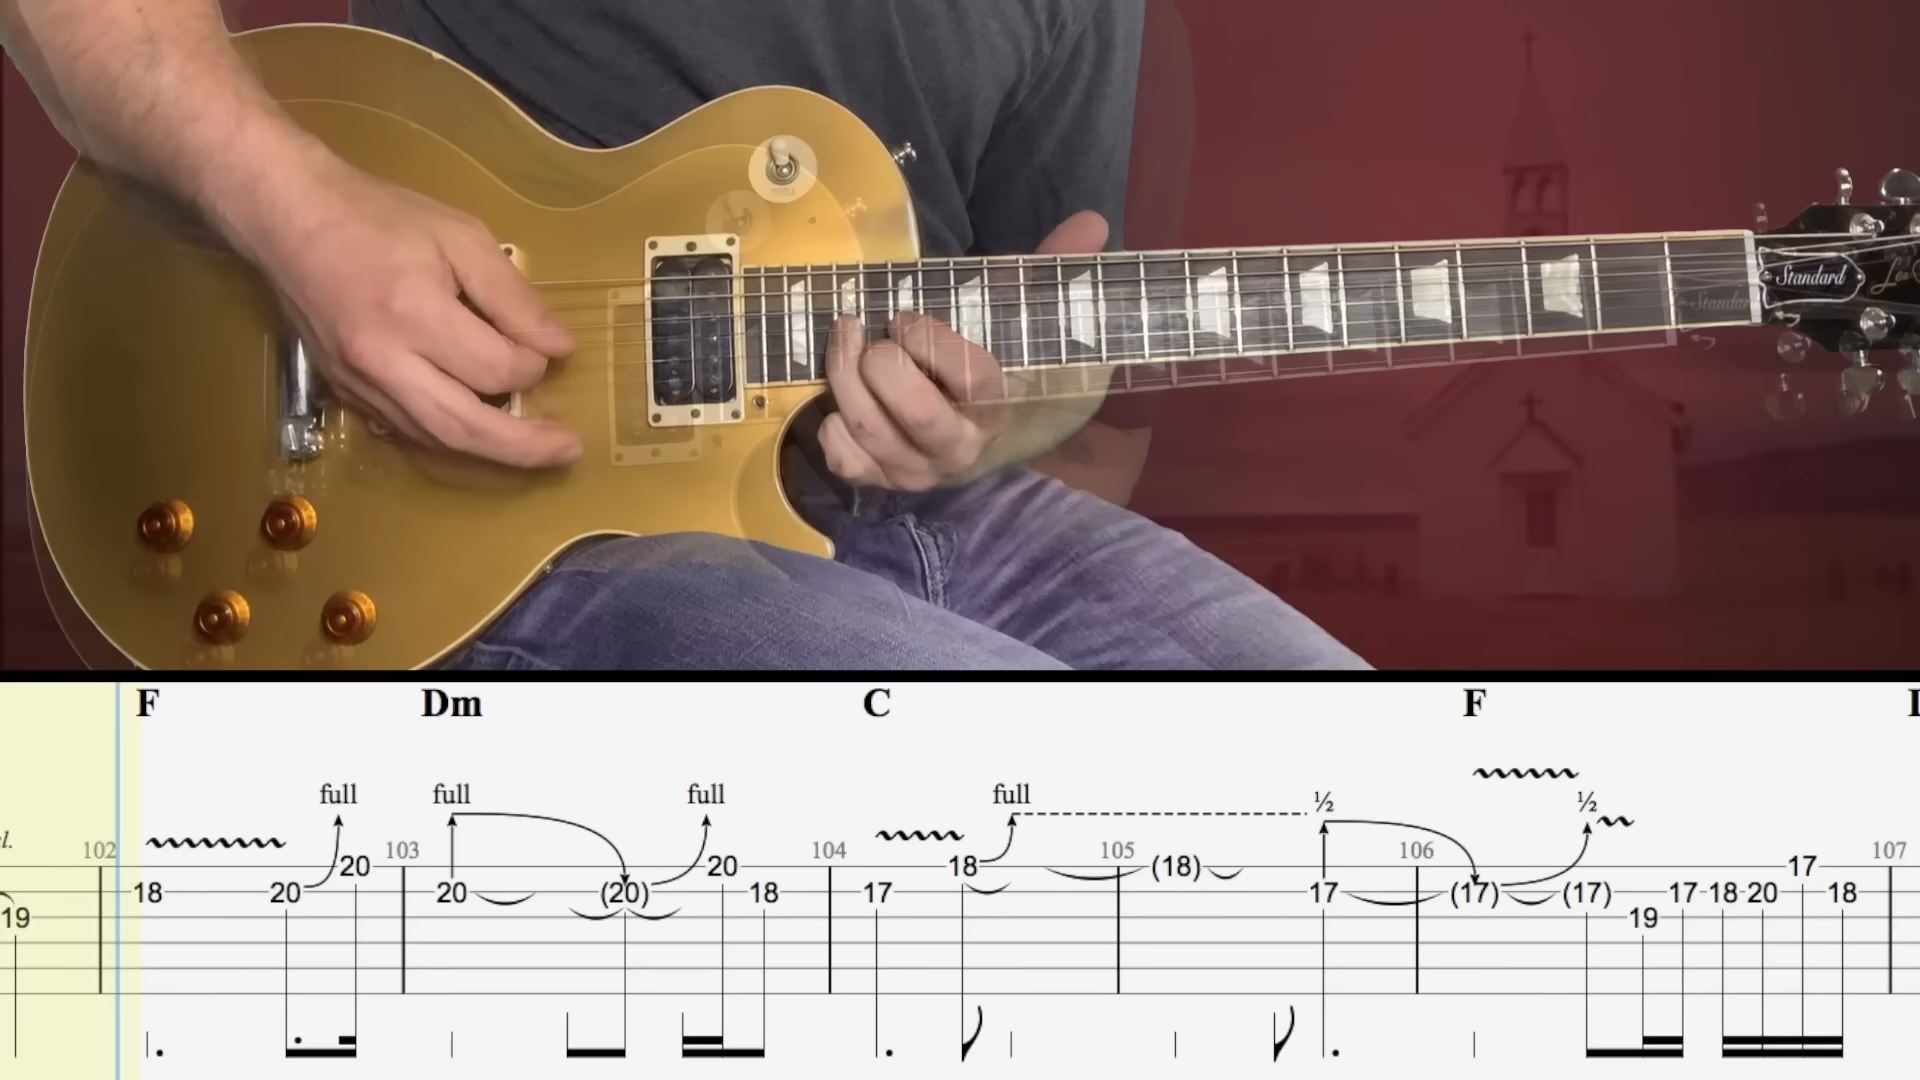 Standard
F Dm C F
full full full full ½ ½
l. 102 103 104 105 106 107
20 20 18 (18) 17
18 20 20 (20) 18 17 17 (17) (17) 17 18 20 18
19 19